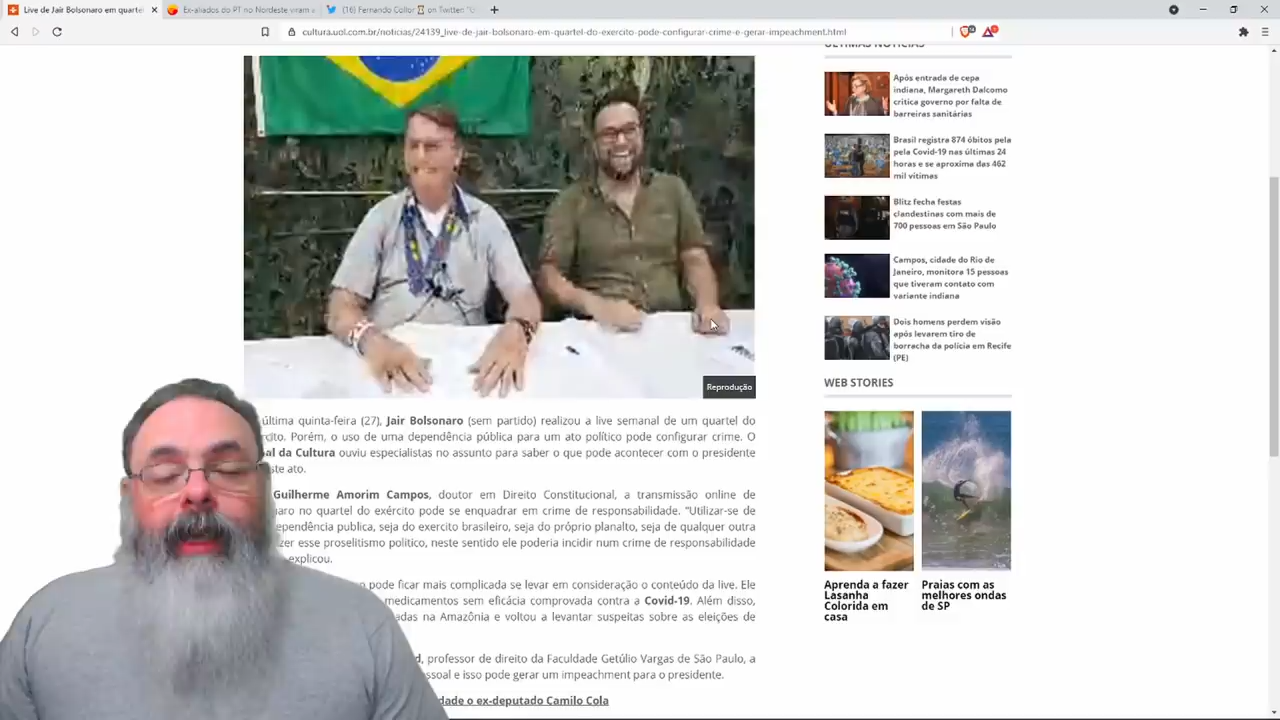 Live de Jair Bolsonaro em quartel
Ex-aliados do PT no Nordeste viram a
(16) Fernando Collor on Twitter "
cultura.uol.com.br/noticias/24139_live-de-jair-bolsonaro-em-quartel-do-exercito-pode-configurar-crime-e-gerar-impeachment.html
Reprodução
última quinta-feira (27), Jair Bolsonaro (sem partido) realizou a live semanal de um quartel do
rcito. Porém, o uso de uma dependência pública para um ato político pode configurar crime. O
al da Cultura ouviu especialistas no assunto para saber o que pode acontecer com o presidente
ste ato.
Guilherme Amorim Campos, doutor em Direito Constitucional, a transmissão online de
aro no quartel do exército pode se enquadrar em crime de responsabilidade. “Utilizar-se de
ependência publica, seja do exercito brasileiro, seja do próprio planalto, seja de qualquer outra
zer esse proselitismo político, neste sentido ele poderia incidir num crime de responsabilidade
explicou.
o pode ficar mais complicada se levar em consideração o conteúdo da live. Ele
medicamentos sem eficácia comprovada contra a Covid-19. Além disso,
adas na Amazônia e voltou a levantar suspeitas sobre as eleições de
d, professor de direito da Faculdade Getúlio Vargas de São Paulo, a
ssoal e isso pode gerar um impeachment para o presidente.
dade o ex-deputado Camilo Cola
ÚLTIMAS NOTÍCIAS
Após entrada de cepa
indiana, Margareth Dalcomo
critica governo por falta de
barreiras sanitárias
Brasil registra 874 óbitos pela
pela Covid-19 nas últimas 24
horas e se aproxima das 462
mil vítimas
Blitz fecha festas
clandestinas com mais de
700 pessoas em São Paulo
Campos, cidade do Rio de
Janeiro, monitora 15 pessoas
que tiveram contato com
variante indiana
Dois homens perdem visão
após levarem tiro de
borracha da polícia em Recife
(PE)
WEB STORIES
Aprenda a fazer
Lasanha
Colorida em
casa
Praias com as
melhores ondas
de SP